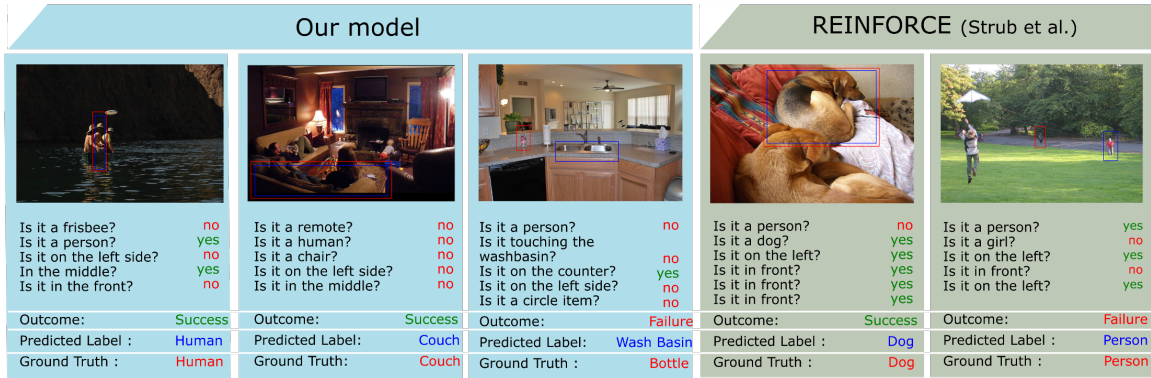 Our model
REINFORCE (Strub et al.)
Is it a frisbee? no
Is it a person? yes
Is it on the left side? no
In the middle? yes
Is it in the front? no
Outcome: Success
Predicted Label : Human
Ground Truth : Human
Is it a remote? no
Is it a human? no
Is it a chair? no
Is it on the left side? no
Is it in the middle? no
Outcome: Success
Predicted Label: Couch
Ground Truth: Couch
Is it a person? no
Is it touching the
washbasin? no
Is it on the counter? yes
Is it on the left side? no
Is it a circle item? no
Outcome: Failure
Predicted Label: Wash Basin
Ground Truth : Bottle
Is it a person? no
Is it a dog? yes
Is it on the left? yes
Is it in front? yes
Is it in front? yes
Is it in front? yes
Outcome: Success
Predicted Label : Dog
Ground Truth : Dog
Is it a person? yes
Is it a girl? no
Is it on the left? yes
Is it in front? no
Is it on the left? yes
Outcome: Failure
Predicted Label : Person
Ground Truth : Person